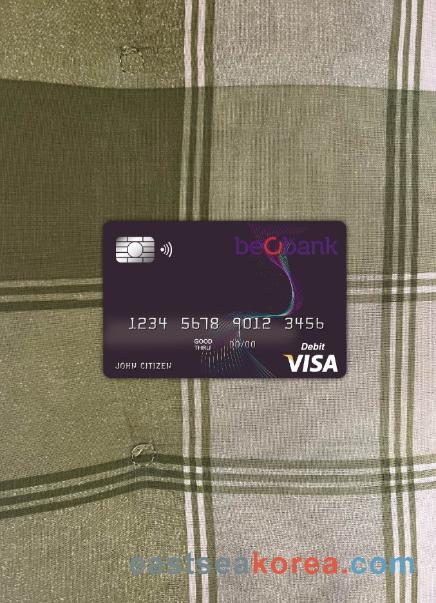 beobank
1234 5678 9012 3456
GOOD THRU 00/00
Debit
JOHN CITIZEN
VISA
eastseakorea.com